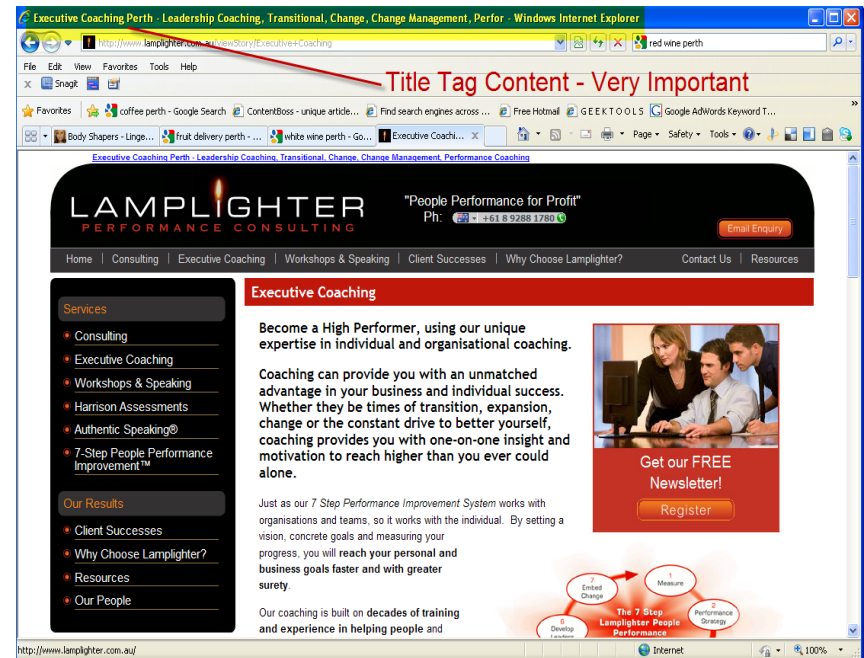 Executive Coaching Perth - Leadership Coaching, Transitional, Change, Change Management, Perfor - Windows Internet Explorer
http://www.lamplighter.com.au/viewStory/Executive+Coaching
red wine perth
File Edit View Favorites Tools Help
Title Tag Content - Very Important
x Snagit
Favorites coffee perth - Google Search ContentBoss - unique article... Find search engines across ... Free Hotmail G E E K T O O L S Google AdWords Keyword T... »
Body Shapers - Linge... fruit delivery perth - ... white wine perth - Go... Executive Coachi... X Page Safety Tools
Executive Coaching Perth - Leadership Coaching, Transitional, Change, Change Management, Performance Coaching
LAMPLIGHTER
PERFORMANCE CONSULTING
"People Performance for Profit"
Ph: +61 8 9288 1780
Email Enquiry
Home | Consulting | Executive Coaching | Workshops & Speaking | Client Successes | Why Choose Lamplighter? Contact Us | Resources
Services
Consulting
Executive Coaching
Workshops & Speaking
Harrison Assessments
Authentic Speaking®
7-Step People Performance
Improvement™
Our Results
Client Successes
Why Choose Lamplighter?
Resources
Our People
Executive Coaching
Become a High Performer, using our unique
expertise in individual and organisational coaching.
Coaching can provide you with an unmatched
advantage in your business and individual success.
Whether they be times of transition, expansion,
change or the constant drive to better yourself,
coaching provides you with one-on-one insight and
motivation to reach higher than you ever could
alone.
Just as our 7 Step Performance Improvement System works with
organisations and teams, so it works with the individual. By setting a
vision, concrete goals and measuring your
progress, you will reach your personal and
business goals faster and with greater
surety.
Our coaching is built on decades of training
and experience in helping people and
Get our FREE
Newsletter!
Register
7
Embed
Change
1
Measure
2
Performance
Strategy
The 7 Step
Lamplighter People
Performance
6
Develop
Leaders
http://www.lamplighter.com.au/
Internet
100%